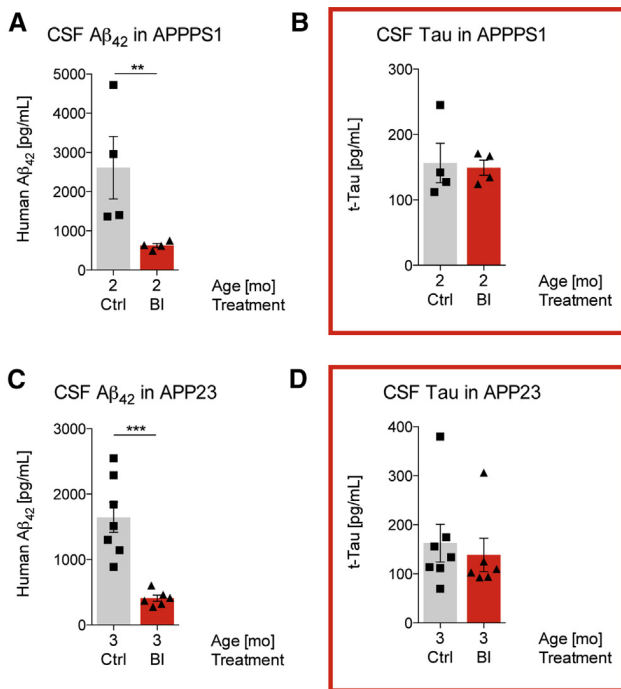 A
CSF Aβ42 in APPPS1
**
Human Aβ42 [pg/mL]
5000
4000
3000
2000
1000
0
2 2 Age [mo]
Ctrl BI Treatment
B
CSF Tau in APPPS1
t-Tau [pg/mL]
300
200
100
0
2 2 Age [mo]
Ctrl BI Treatment
C
CSF Aβ42 in APP23
***
Human Aβ42 [pg/mL]
3000
2000
1000
0
3 3 Age [mo]
Ctrl BI Treatment
D
CSF Tau in APP23
t-Tau [pg/mL]
400
300
200
100
0
3 3 Age [mo]
Ctrl BI Treatment